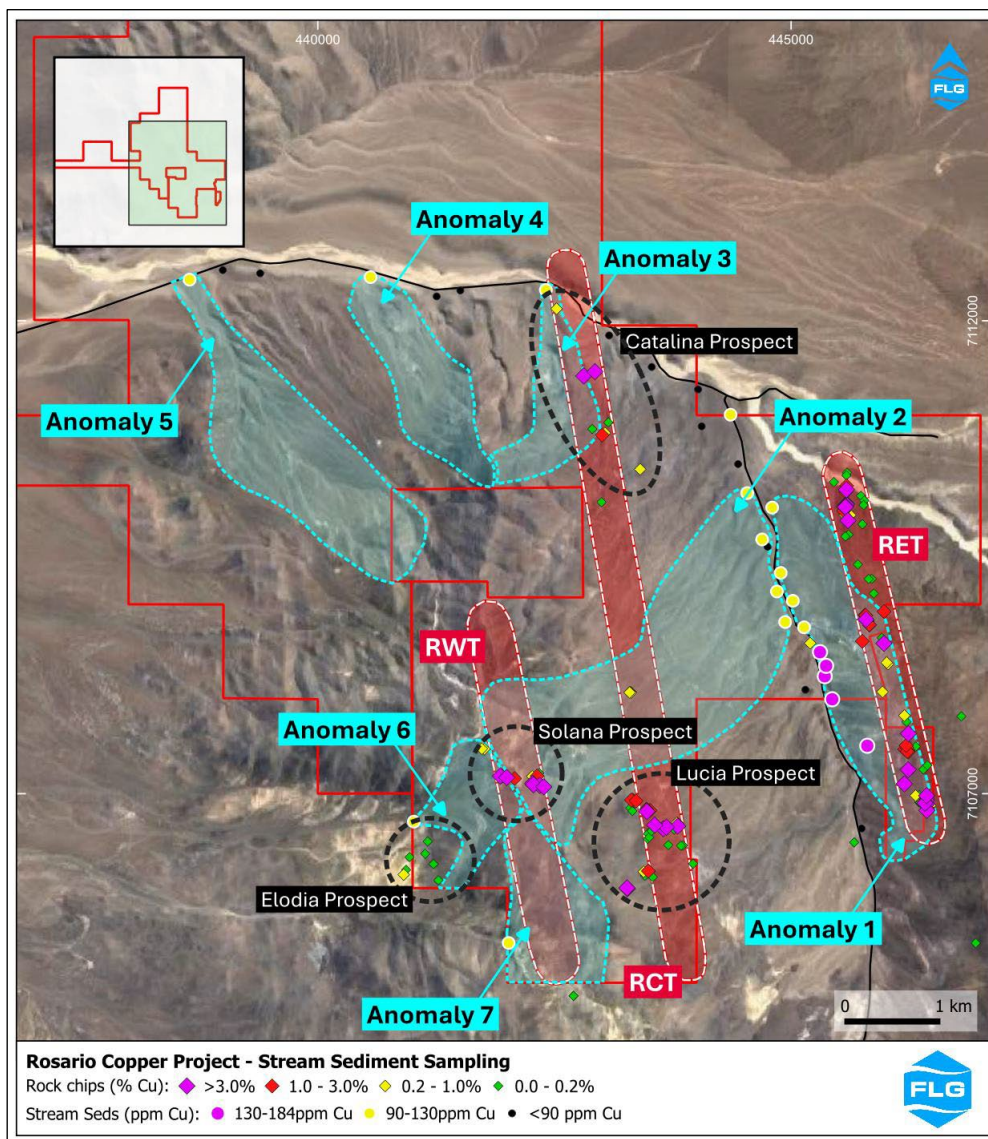 440000
445000
FLG
Anomaly 4
Anomaly 3
7112000
Catalina Prospect
Anomaly 5
Anomaly 2
RET
RWT
Anomaly 6
Solana Prospect
Lucia Prospect
7107000
Elodia Prospect
Anomaly 1
RCT
Anomaly 7
0 1 km
Rosario Copper Project - Stream Sediment Sampling
Rock chips (% Cu): >3.0% 1.0 - 3.0% 0.2 - 1.0% 0.0 - 0.2%
Stream Seds (ppm Cu): 130-184ppm Cu 90-130ppm Cu <90 ppm Cu
FLG